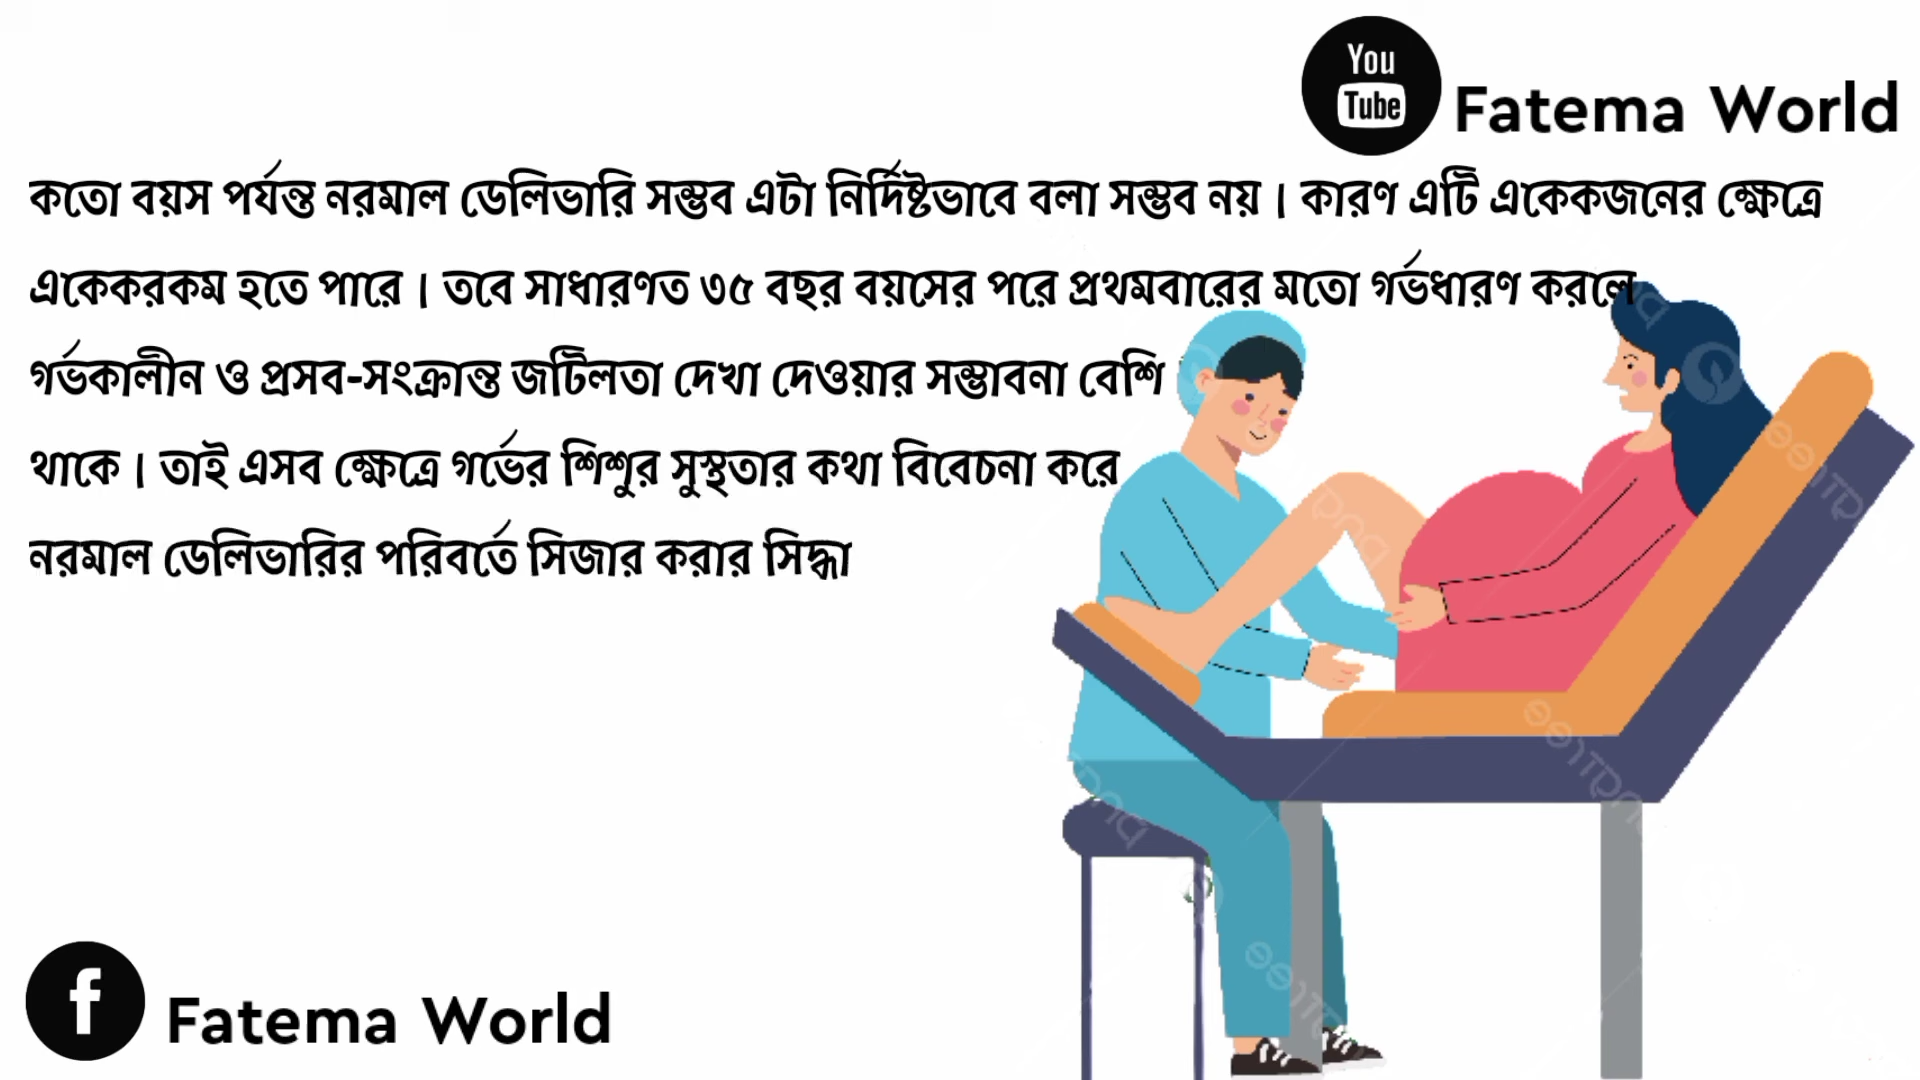 You
Tube
Fatema World
কতো বয়স পর্যন্ত নরমাল ডেলিভারি সম্ভব এটা নির্দিষ্টভাবে বলা সম্ভব নয়। কারণ এটি একেকজনের ক্ষেত্রে
একেকরকম হতে পারে। তবে সাধারণত ৩৫ বছর বয়সের পরে প্রথমবারের মতো গর্ভধারণ করলে
গর্ভকালীন ও প্রসব-সংক্রান্ত জটিলতা দেখা দেওয়ার সম্ভাবনা বেশি
থাকে। তাই এসব ক্ষেত্রে গর্ভের শিশুর সুস্থতার কথা বিবেচনা করে
নরমাল ডেলিভারির পরিবর্তে সিজার করার সিদ্ধা
f Fatema World